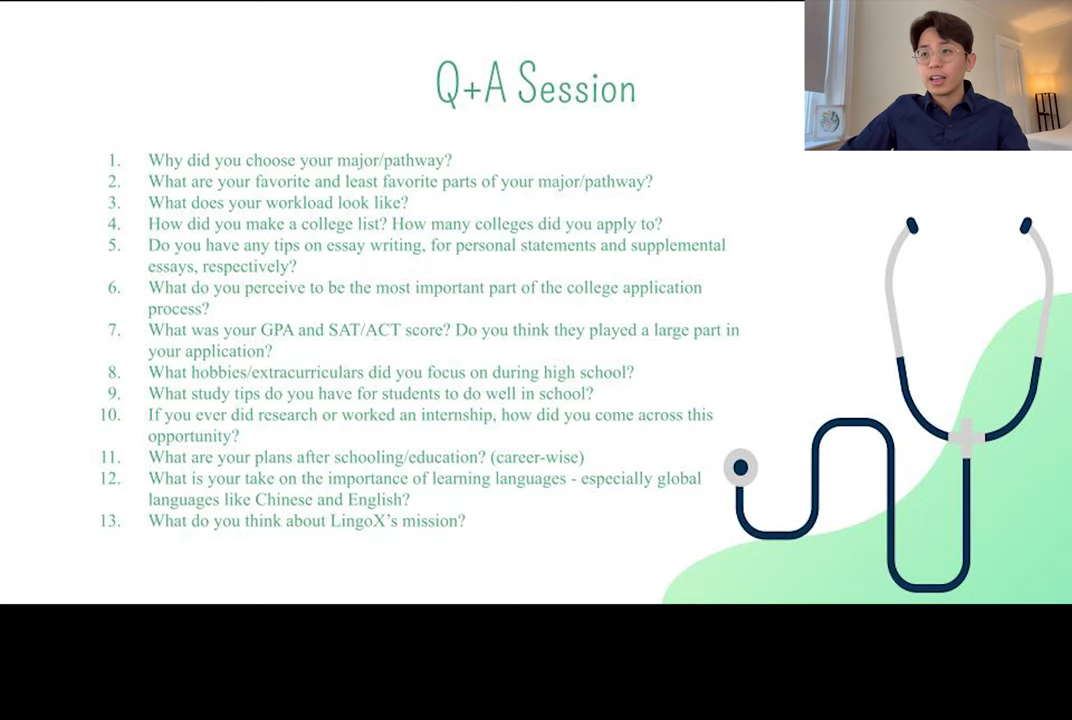 Q+A Session
1. Why did you choose your major/pathway?
2. What are your favorite and least favorite parts of your major/pathway?
3. What does your workload look like?
4. How did you make a college list? How many colleges did you apply to?
5. Do you have any tips on essay writing, for personal statements and supplemental
essays, respectively?
6. What do you perceive to be the most important part of the college application
process?
7. What was your GPA and SAT/ACT score? Do you think they played a large part in
your application?
8. What hobbies/extracurriculars did you focus on during high school?
9. What study tips do you have for students to do well in school?
10. If you ever did research or worked an internship, how did you come across this
opportunity?
11. What are your plans after schooling/education? (career-wise)
12. What is your take on the importance of learning languages - especially global
languages like Chinese and English?
13. What do you think about LingoX's mission?